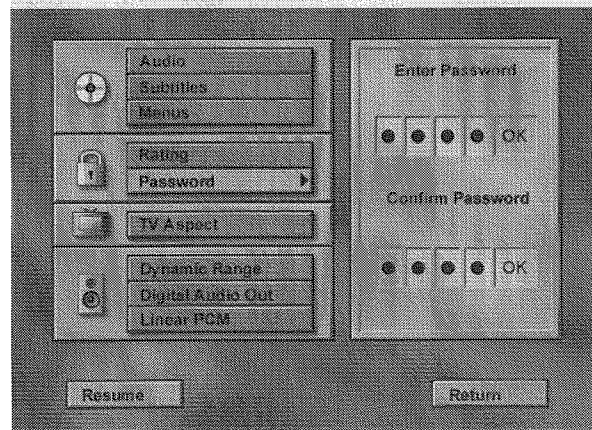 Audio
Subtitles
Menus
Rating
Password
TV Aspect
Dynamic Range
Digital Audio Out
Linear PCM
Enter Password
OK
Confirm Password
OK
Resume
Return